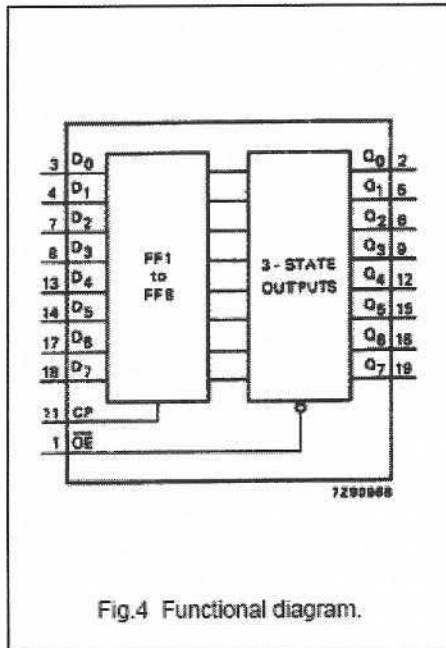 3 D0
4 D1
7 D2
8 D3
13 D4
14 D5
17 D6
18 D7
11 CP
1 OE
FF1
to
FF8
3 - STATE
OUTPUTS
Q0 2
Q1 5
Q2 6
Q3 9
Q4 12
Q5 15
Q6 16
Q7 19
7Z90968
Fig.4 Functional diagram.